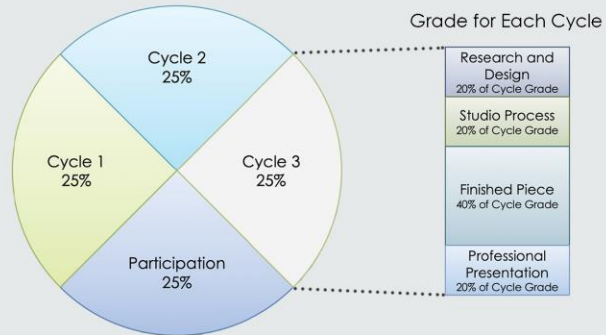 Grade for Each Cycle
Cycle 2
25%
Cycle 1
25%
Cycle 3
25%
Participation
25%
Research and
Design
20% of Cycle Grade
Studio Process
20% of Cycle Grade
Finished Piece
40% of Cycle Grade
Professional
Presentation
20% of Cycle Grade